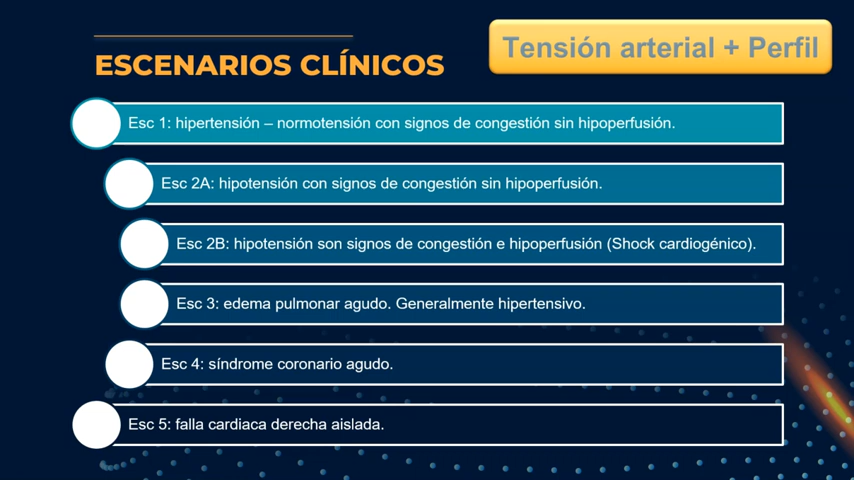 Tensión arterial + Perfil
ESCENARIOS CLÍNICOS
Esc 1: hipertensión – normotensión con signos de congestión sin hipoperfusión.
Esc 2A: hipotensión con signos de congestión sin hipoperfusión.
Esc 2B: hipotensión son signos de congestión e hipoperfusión (Shock cardiogénico).
Esc 3: edema pulmonar agudo. Generalmente hipertensivo.
Esc 4: síndrome coronario agudo.
Esc 5: falla cardiaca derecha aislada.